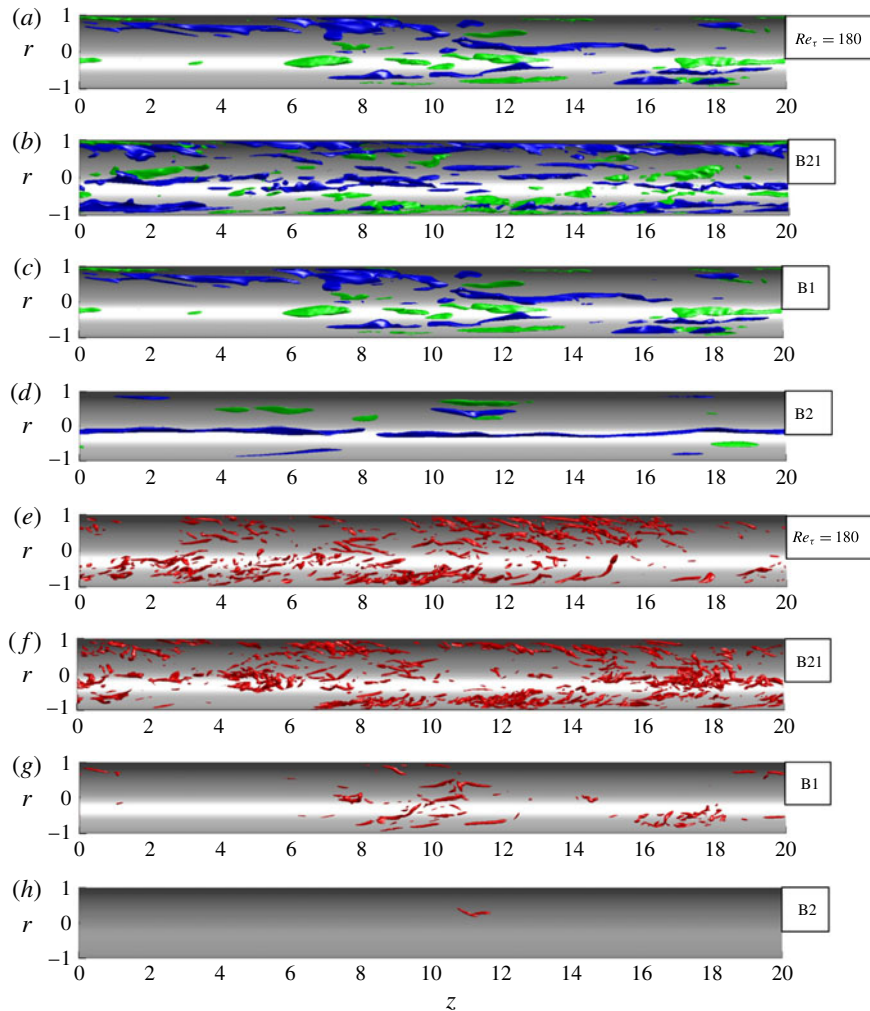 (a) 1 r 0 –1 Re τ = 180
0 2 4 6 8 10 12 14 16 18 20
(b) 1 r 0 –1 B21
0 2 4 6 8 10 12 14 16 18 20
(c) 1 r 0 –1 B1
0 2 4 6 8 10 12 14 16 18 20
(d) 1 r 0 –1 B2
0 2 4 6 8 10 12 14 16 18 20
(e) 1 r 0 –1 Re τ = 180
0 2 4 6 8 10 12 14 16 18 20
(f) 1 r 0 –1 B21
0 2 4 6 8 10 12 14 16 18 20
(g) 1 r 0 –1 B1
0 2 4 6 8 10 12 14 16 18 20
(h) 1 r 0 –1 B2
0 2 4 6 8 10 12 14 16 18 20
z